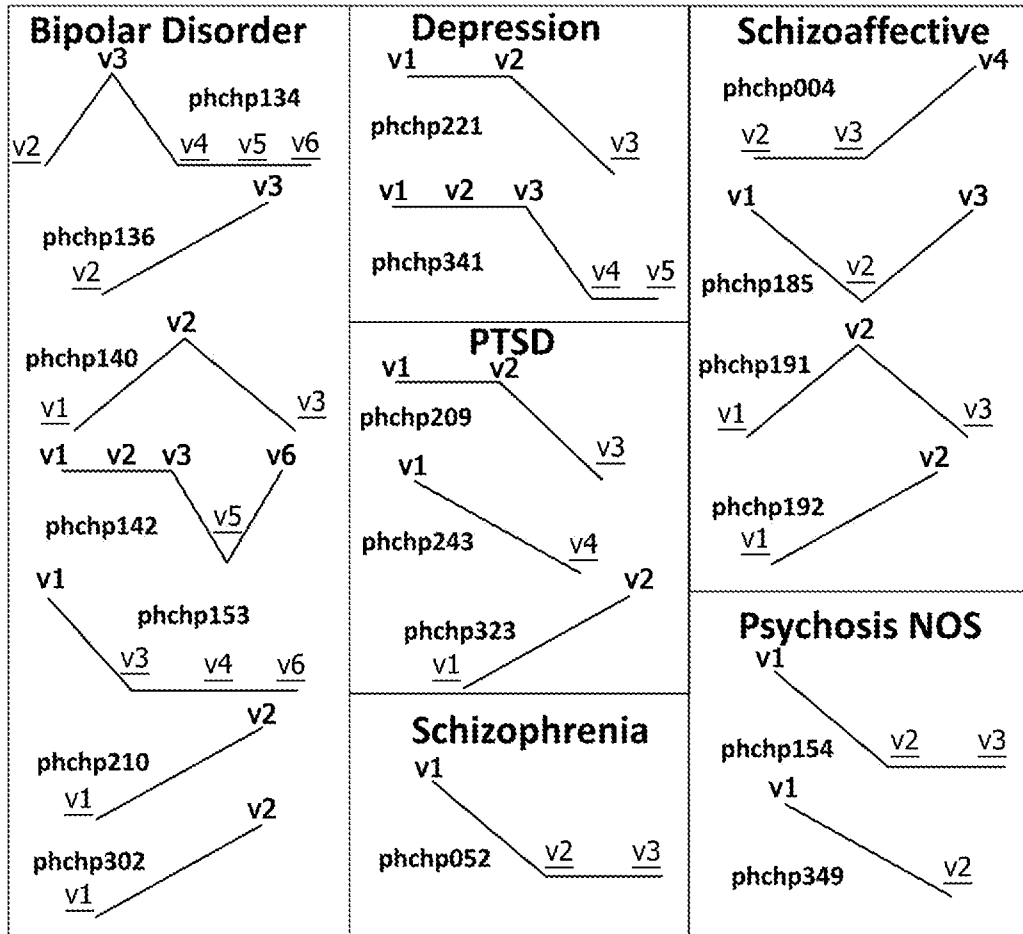 Bipolar Disorder
v3
phchp134
v2 v4 v5 v6
v3
phchp136
v2
v2
phchp140
v1 v3
v1 v2 v3 v6
v5
phchp142
v1
phchp153
v3 v4 v6
v2
phchp210
v1
v2
phchp302
v1
Depression
v1 v2
phchp221
v3
v1 v2 v3
phchp341
v4 v5
PTSD
v1 v2
phchp209
v3
v1
phchp243
v4
v2
phchp323
v1
Schizophrenia
v1
phchp052
v2 v3
Schizoaffective
v4
phchp004
v2 v3
v1 v3
v2
phchp185
v2
phchp191
v1 v3
v2
phchp192
v1
Psychosis NOS
v1
phchp154
v2 v3
v1
phchp349
v2